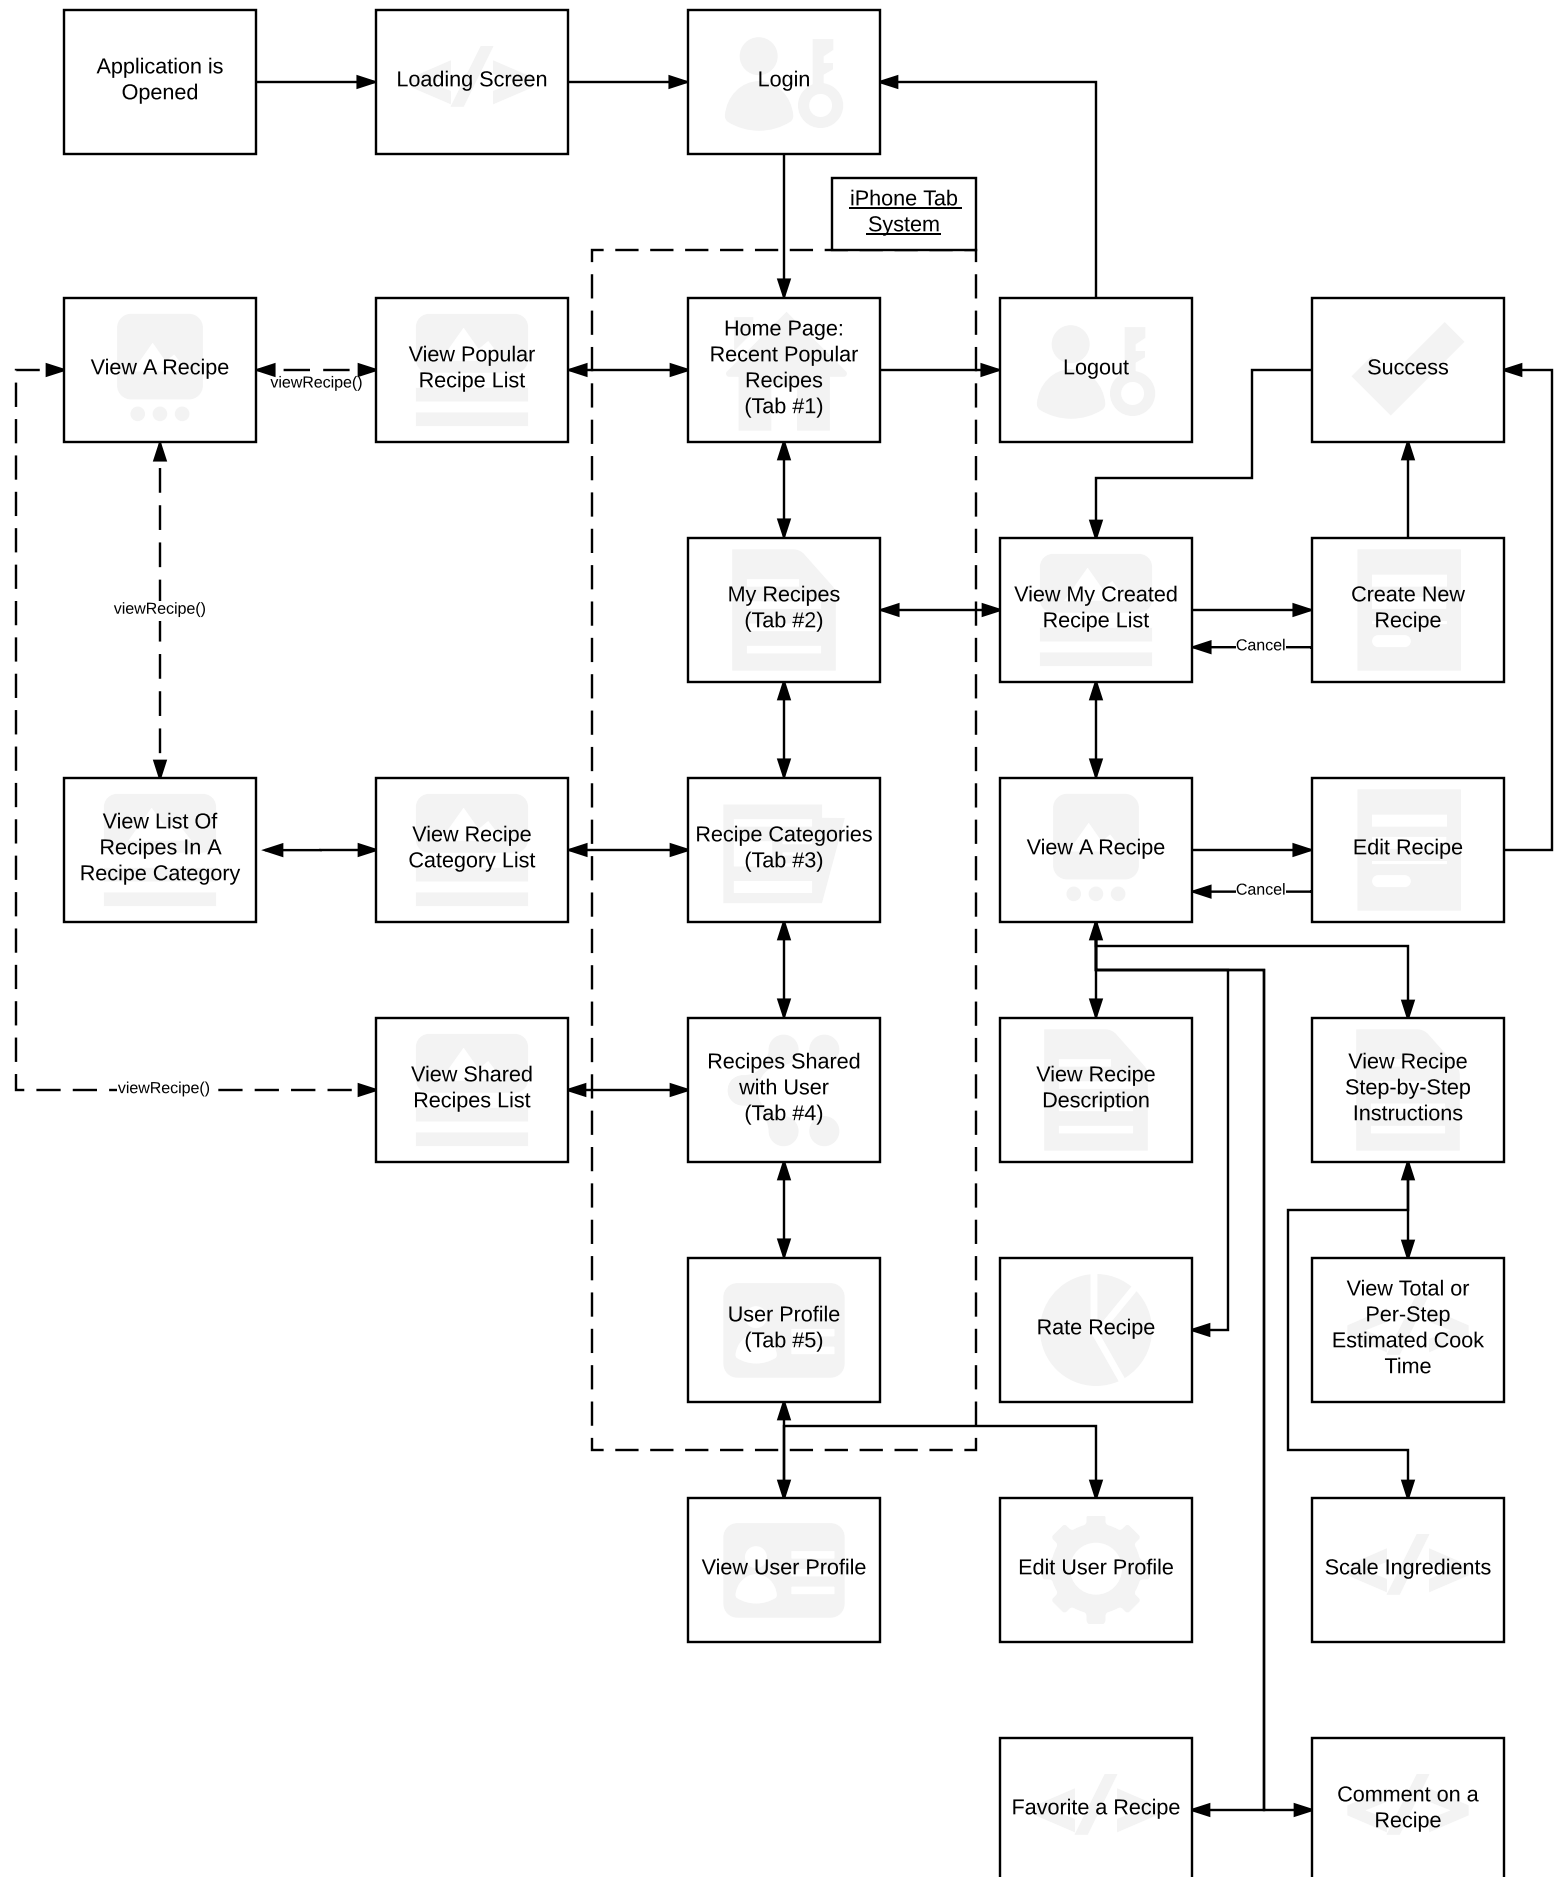 Application is
Opened
Loading Screen
Login
iPhone Tab
System
View A Recipe
viewRecipe()
View Popular
Recipe List
Home Page:
Recent Popular
Recipes
(Tab #1)
Logout
Success
viewRecipe()
My Recipes
(Tab #2)
View My Created
Recipe List
Cancel
Create New
Recipe
View List Of
Recipes In A
Recipe Category
View Recipe
Category List
Recipe Categories
(Tab #3)
View A Recipe
Cancel
Edit Recipe
viewRecipe()
View Shared
Recipes List
Recipes Shared
with User
(Tab #4)
View Recipe
Description
View Recipe
Step-by-Step
Instructions
User Profile
(Tab #5)
Rate Recipe
View Total or
Per-Step
Estimated Cook
Time
View User Profile
Edit User Profile
Scale Ingredients
Favorite a Recipe
Comment on a
Recipe